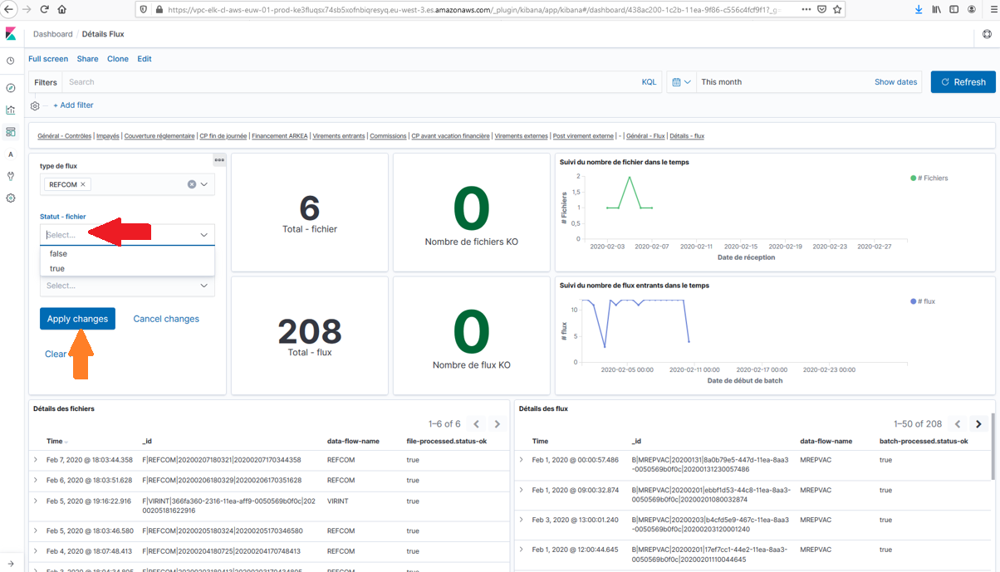 https://vpc-elk-cl-aws-euw-01-prod-ke3fluqsx74sb5xofnbiqresyq.eu-west-3.es.amazonaws.com/_plugin/kibana/app/kibana#/dashboard/438ac200-1c2b-11ea-9f86-c556c4fcf9f1?_g
Dashboard / Détails Flux
Full screen Share Clone Edit
Filters Search KQL This month Show dates Refresh
+ Add filter
Général - Contrôles | Impayés | Couverture réglementaire | CP fin de journée | Financement ARKEA | Virements entrants | Commissions | CP avant vacation financière | Virements externes | Post virement externe | - | Général - Flux | Détails - flux
type de flux
REFCOM ×
Statut - fichier
Select...
false
true
Select...
Apply changes Cancel changes
Clear
6
Total - fichier
0
Nombre de fichiers KO
208
Total - flux
0
Nombre de flux KO
Suivi du nombre de fichier dans le temps
# Fichiers
2
1,5
1
0,5
0
# Fichiers
2020-02-03 2020-02-07 2020-02-11 2020-02-15 2020-02-19 2020-02-23 2020-02-27
Date de réception
Suivi du nombre de flux entrants dans le temps
# flux
10
5
0
# flux
2020-02-05 00:00 2020-02-11 00:00 2020-02-17 00:00 2020-02-23 00:00
Date de début de batch
Détails des fichiers
1–6 of 6
Time _id data-flow-name file-processed.status-ok
Feb 7, 2020 @ 18:03:44.358 F|REFCOM|20200207180321|20200207170344358 REFCOM true
Feb 6, 2020 @ 18:03:51.628 F|REFCOM|20200206180329|20200206170351628 REFCOM true
Feb 5, 2020 @ 19:16:22.916 F|VIRINT|366fa360-2316-11ea-aff9-0050569b0f0c|202 VIRINT true
00205181622916
Feb 5, 2020 @ 18:03:46.580 F|REFCOM|20200205180324|20200205170346580 REFCOM true
Feb 4, 2020 @ 18:07:48.413 F|REFCOM|20200204180725|20200204170748413 REFCOM true
Feb 3, 2020 @ 18:04:34.805 F|REFCOM|20200203180413|20200203170434805 REFCOM true
Détails des flux
1–50 of 208
Time _id data-flow-name batch-processed.status-ok
Feb 1, 2020 @ 00:00:57.486 B|MREPVAC|20200131|8a0b79e5-447d-11ea-8aa3 MREPVAC true
-0050569b0f0c|20200131230057486
Feb 1, 2020 @ 09:00:32.874 B|MREPVAC|20200201|ebbf1d53-44c8-11ea-8aa3- MREPVAC true
0050569b0f0c|20200201080032874
Feb 3, 2020 @ 13:00:01.240 B|MREPVAC|20200203|b4cfd5e9-467c-11ea-8aa3 MREPVAC true
-0050569b0f0c|20200203120001240
Feb 1, 2020 @ 12:00:44.645 B|MREPVAC|20200201|17ef7cc1-44e2-11ea-8aa3- MREPVAC true
0050569b0f0c|20200201110044645